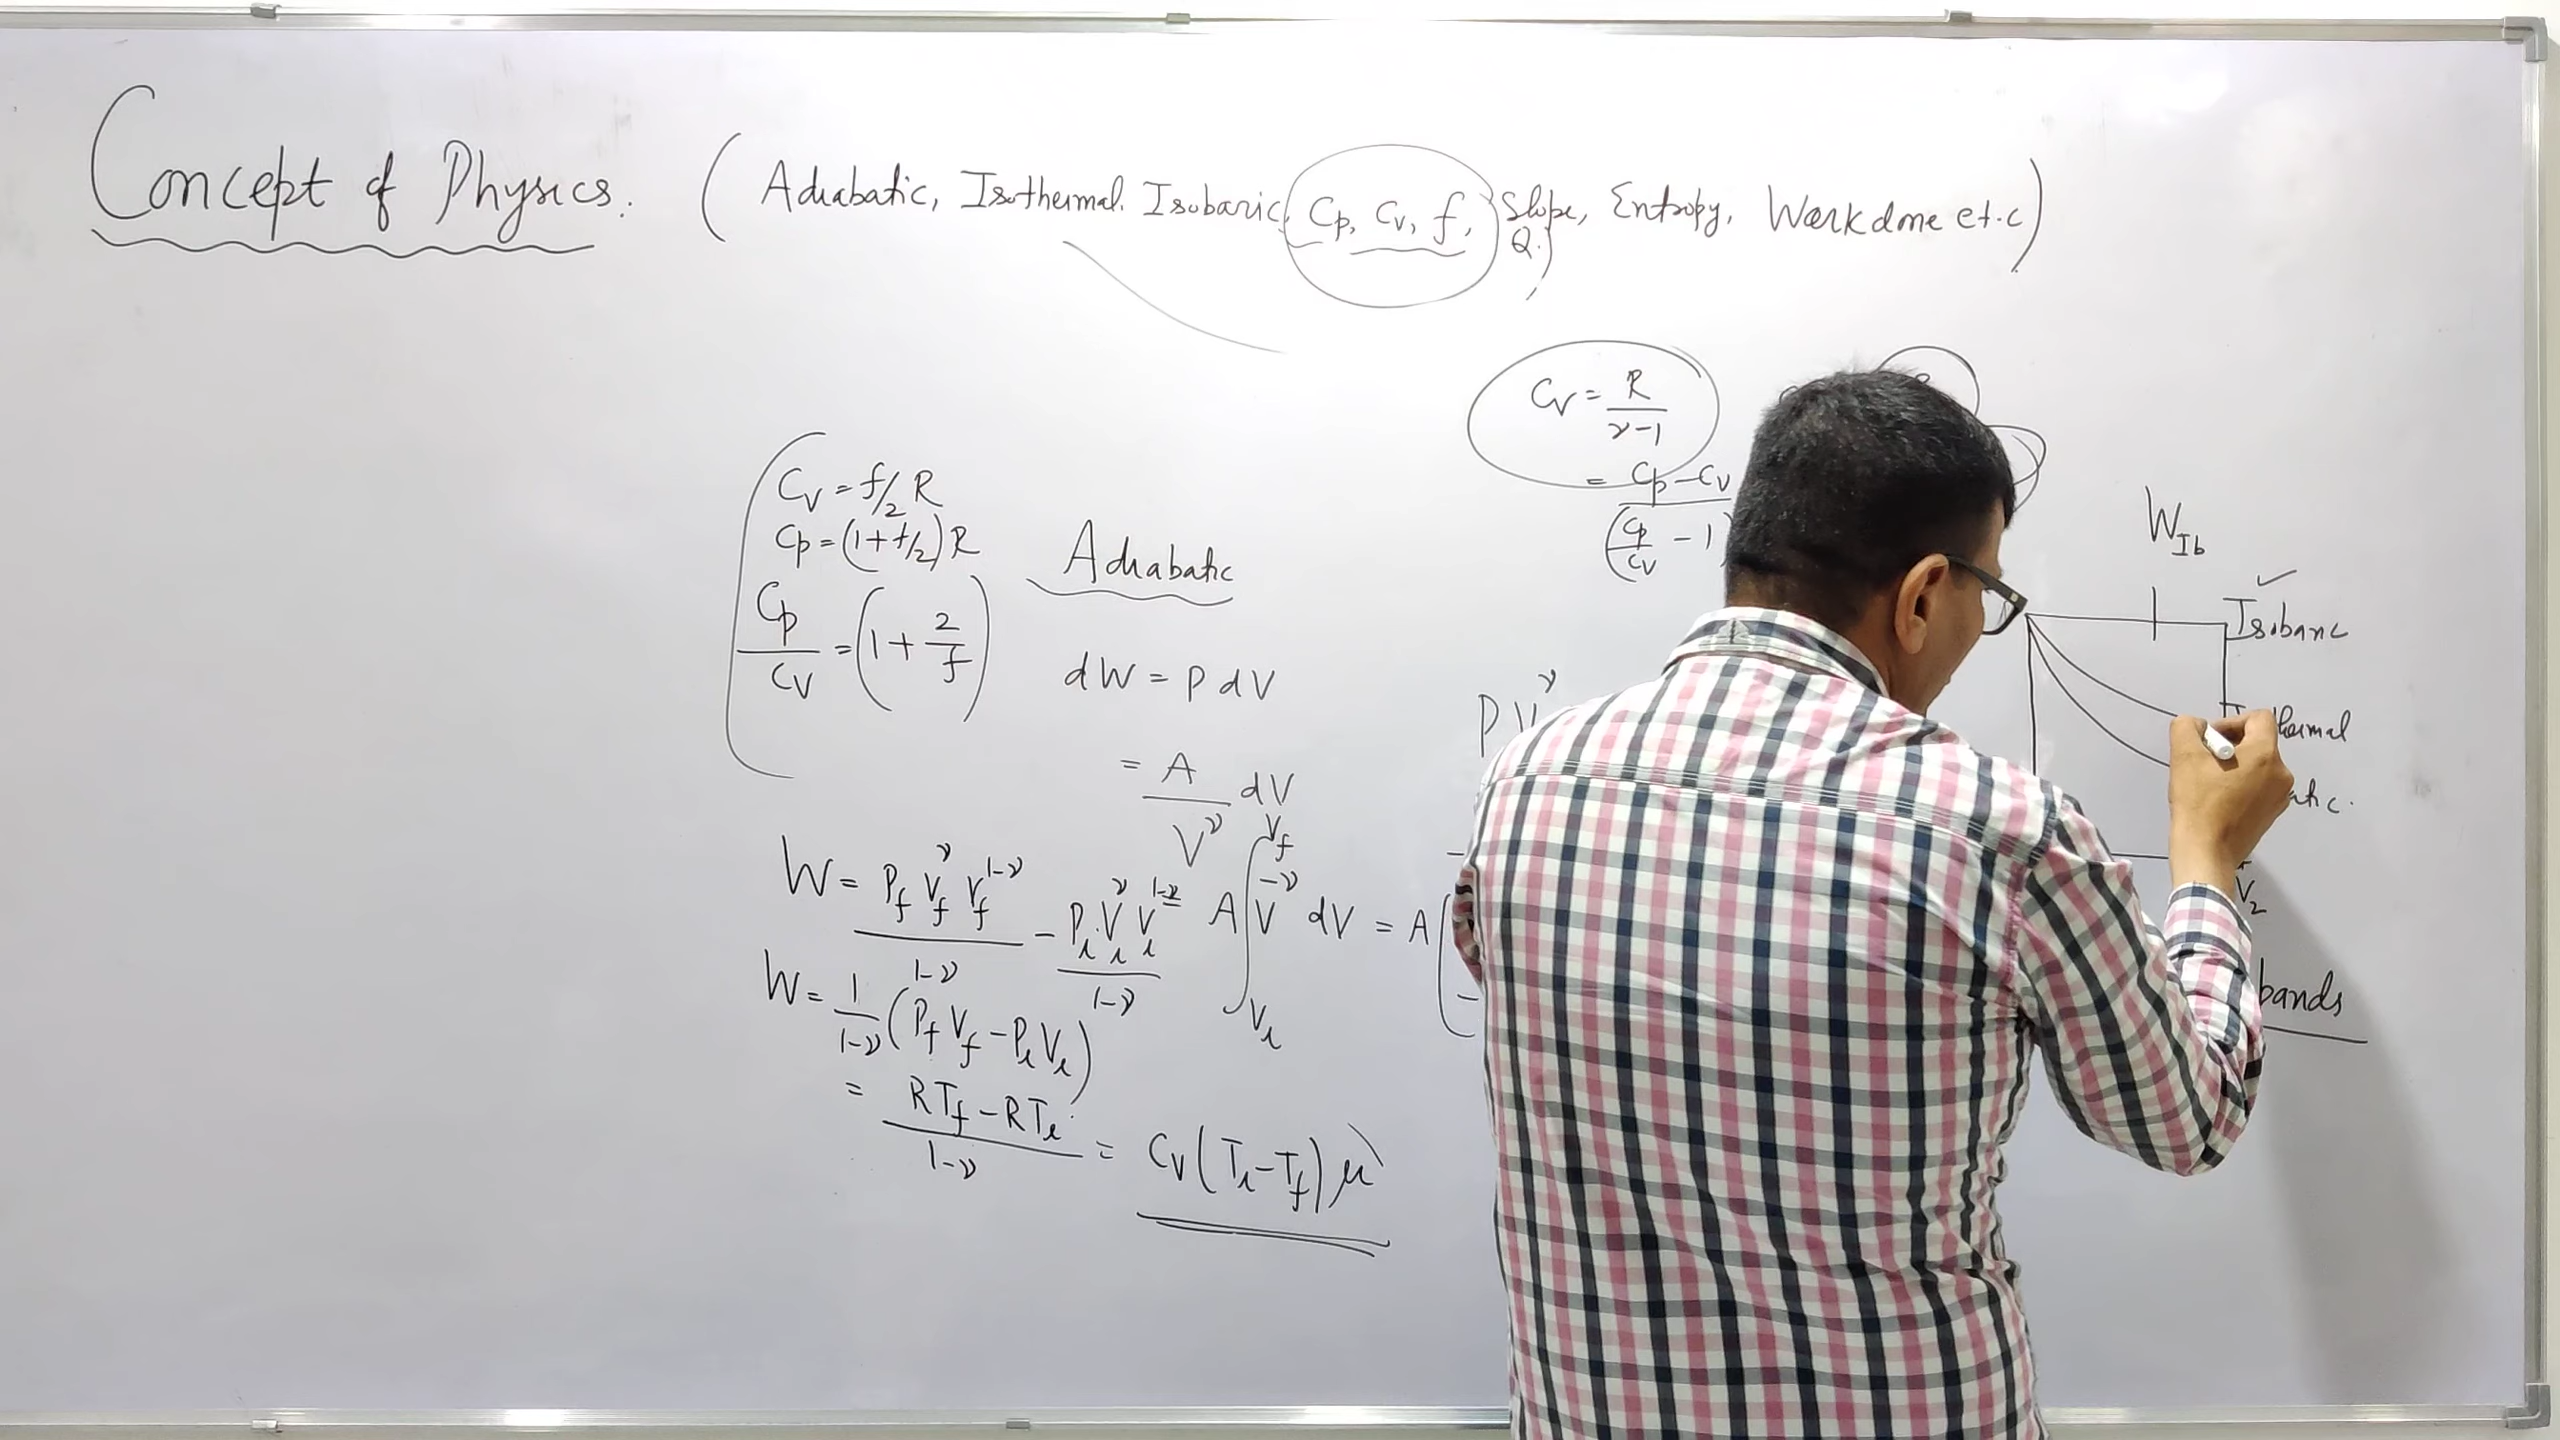 Concept of Physics. (Adiabatic, Isothermal. Isobaric, Cp, Cv, f, Slope, Entropy, Workdone et.c)
Q.
Cv = f/2 R
Cp = (1+f/2) R
Cp/Cv = (1 + 2/f)
Adiabatic
dW = P dV
= A/V^γ dV
W = Pf Vf^γ Vf^1-γ / 1-γ - Pi Vi^γ Vi^1-γ / 1-γ
= A ∫ Vi Vf V^-γ dV = A(
W = 1/1-γ (Pf Vf - Pi Vi)
= RTf - RTi / 1-γ = Cv (Ti - Tf) μ
Cv = R/γ-1
= Cp - Cv / (Cp/Cv - 1)
PV^γ
W Ib
Isobaric
V2